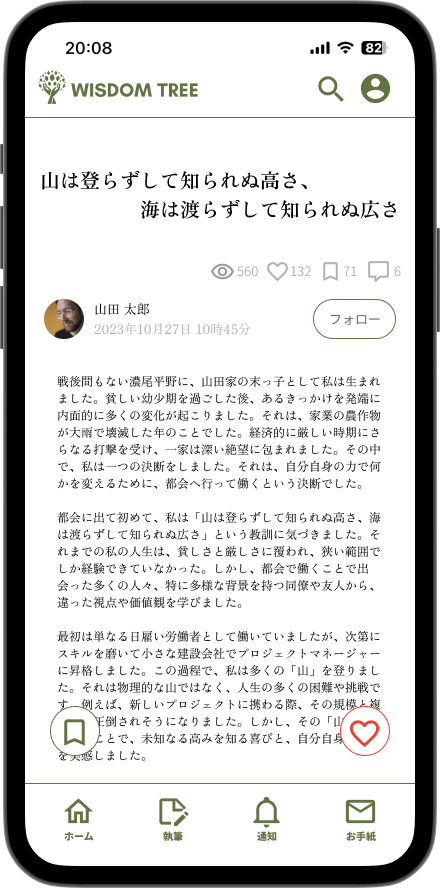 20:08
82
WISDOM TREE
山は登らずして知られぬ高さ、
海は渡らずして知られぬ広さ
560 132 71 6
山田 太郎
2023年10月27日 10時45分
フォロー
戦後間もない濃尾平野に、山田家の末っ子として私は生まれ
ました。貧しい幼少期を過ごした後、あるきっかけを発端に
内面的に多くの変化が起こりました。それは、家業の農作物
が大雨で壊滅した年のことでした。経済的に厳しい時期にさ
らなる打撃を受け、一家は深い絶望に包まれました。その中
で、私は一つの決断をしました。それは、自分自身の力で何
かを変えるために、都会へ行って働くという決断でした。
都会に出て初めて、私は「山は登らずして知られぬ高さ、海
は渡らずして知られぬ広さ」という教訓に気づきました。そ
れまでの私の人生は、貧しさと厳しさに覆われ、狭い範囲で
しか経験できていなかった。しかし、都会で働くことで出
会った多くの人々、特に多様な背景を持つ同僚や友人から、
違った視点や価値観を学びました。
最初は単なる日雇い労働者として働いていましたが、次第に
スキルを磨いて小さな建設会社でプロジェクトマネージャー
に昇格しました。この過程で、私は多くの「山」を登りまし
た。それは物理的な山ではなく、人生の多くの困難や挑戦で
す。例えば、新しいプロジェクトに携わる際、その規模と複
圧倒されそうになりました。しかし、その「山
ことで、未知なる高みを知る喜びと、自分自身
を実感しました。
ホーム 執筆 通知 お手紙